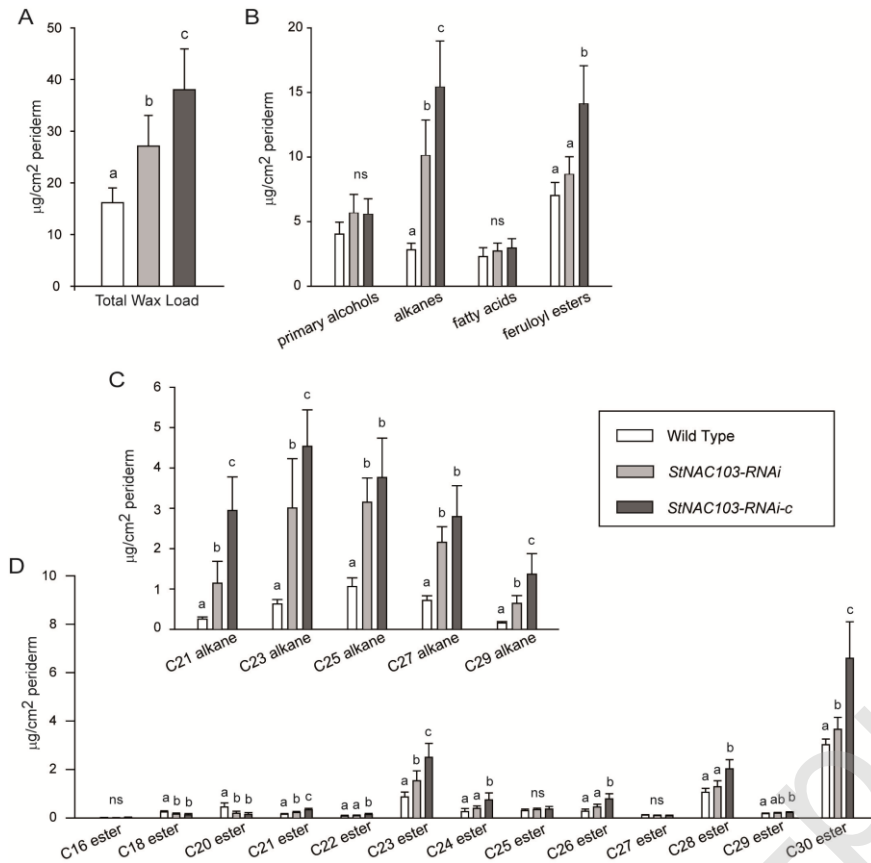 A
µg/cm2 periderm
50
40
30
20
10
0
a
b
c
Total Wax Load
B
µg/cm2 periderm
20
15
10
5
0
ns
a
b
c
ns
a
a
b
primary alcohols
alkanes
fatty acids
feruloyl esters
C
µg/cm2 periderm
6
5
4
3
2
1
0
a
b
c
a
b
c
a
b
b
a
b
b
a
b
c
C21 alkane
C23 alkane
C25 alkane
C27 alkane
C29 alkane
Wild Type
StNAC103-RNAi
StNAC103-RNAi-c
D
µg/cm2 periderm
10
8
6
4
2
0
ns
a b b
a b b
a b c
a a b
a b c
a a b
ns
a a b
ns
a a b
a ab b
a b c
C16 ester
C18 ester
C20 ester
C21 ester
C22 ester
C23 ester
C24 ester
C25 ester
C26 ester
C27 ester
C28 ester
C29 ester
C30 ester